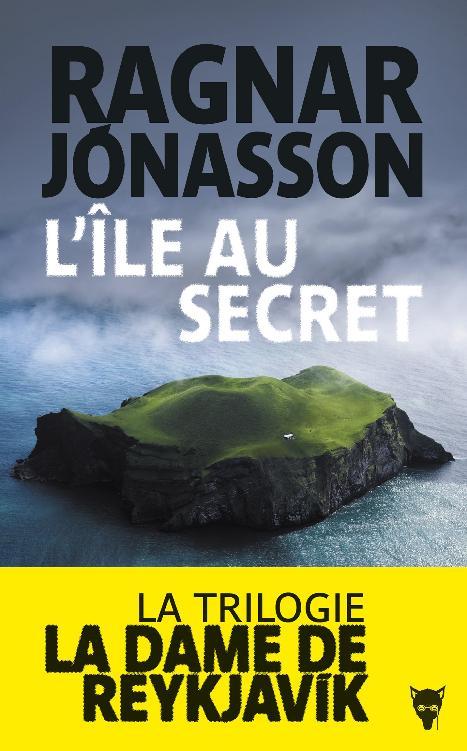 RAGNAR
JÓNASSON
L'ÎLE AU
SECRET
LA TRILOGIE
LA DAME DE
REYKJAVÍK